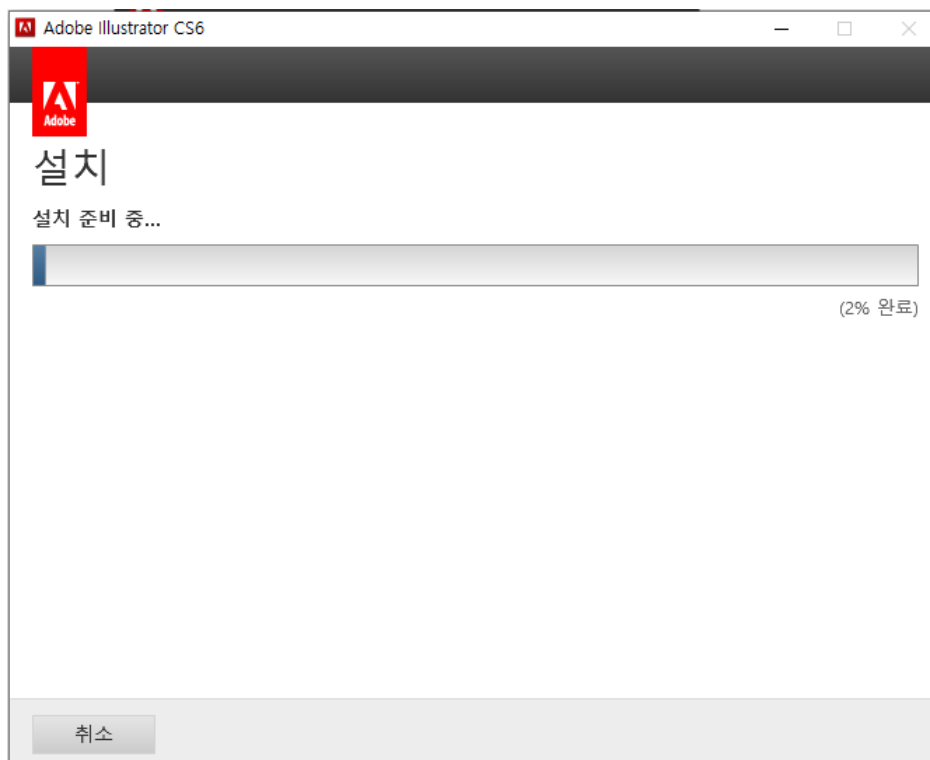 Adobe Illustrator CS6
Adobe
설치
설치 준비 중...
(2% 완료)
취소